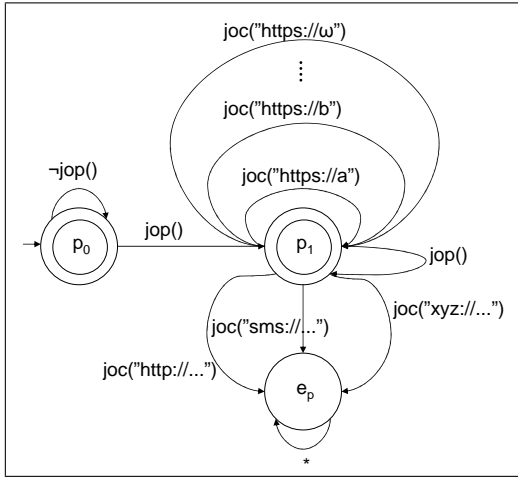 joc("https://ω")
joc("https://b")
¬jop()
joc("https://a")
p0
jop()
p1
jop()
joc("sms://...")
joc("xyz://...")
joc("http://...")
ep
*